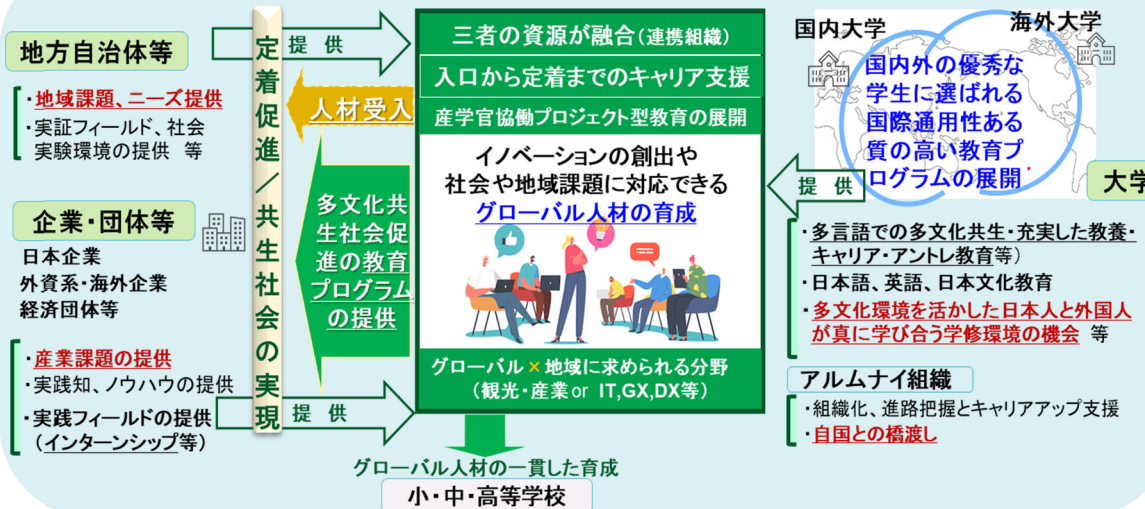 地方自治体等
・地域課題、ニーズ提供
・実証フィールド、社会
実験環境の提供 等
企業・団体等
日本企業
外資系・海外企業
経済団体等
・産業課題の提供
・実践知、ノウハウの提供
・実践フィールドの提供
(インターンシップ等)
定着促進/共生社会の実現
提 供
人材受入
多文化共
生社会促
進の教育
プログラム
の提供
提 供
三者の資源が融合(連携組織)
入口から定着までのキャリア支援
産学官協働プロジェクト型教育の展開
イノベーションの創出や
社会や地域課題に対応できる
グローバル人材の育成
グローバル×地域に求められる分野
(観光・産業or IT,GX,DX等)
グローバル人材の一貫した育成
小・中・高等学校
国内大学
海外大学
国内外の優秀な
学生に選ばれる
国際通用性ある
質の高い教育プ
ログラムの展開
提 供
大学
・多言語での多文化共生・充実した教養・
キャリア・アントレ教育等)
・日本語、英語、日本文化教育
・多文化環境を活かした日本人と外国人
が真に学び合う学修環境の機会 等
アルムナイ組織
・組織化、進路把握とキャリアアップ支援
・自国との橋渡し